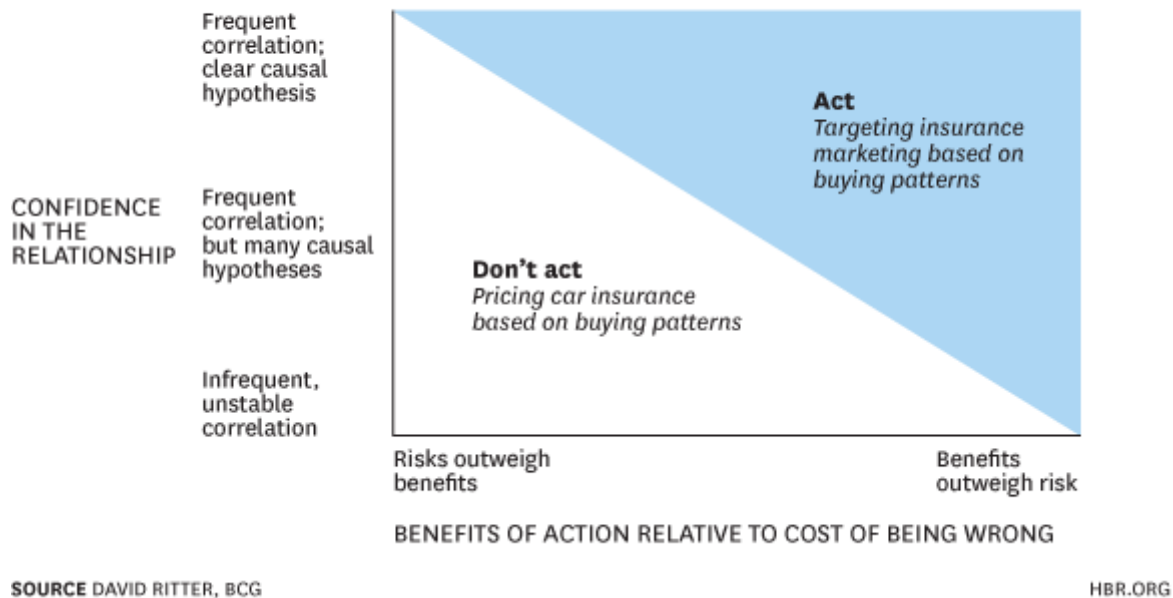 Frequent
correlation;
clear causal
hypothesis
Act
Targeting insurance
marketing based on
buying patterns
CONFIDENCE
IN THE
RELATIONSHIP
Frequent
correlation;
but many causal
hypotheses
Don’t act
Pricing car insurance
based on buying patterns
Infrequent,
unstable
correlation
Risks outweigh
benefits
Benefits
outweigh risk
BENEFITS OF ACTION RELATIVE TO COST OF BEING WRONG
SOURCE DAVID RITTER, BCG
HBR.ORG